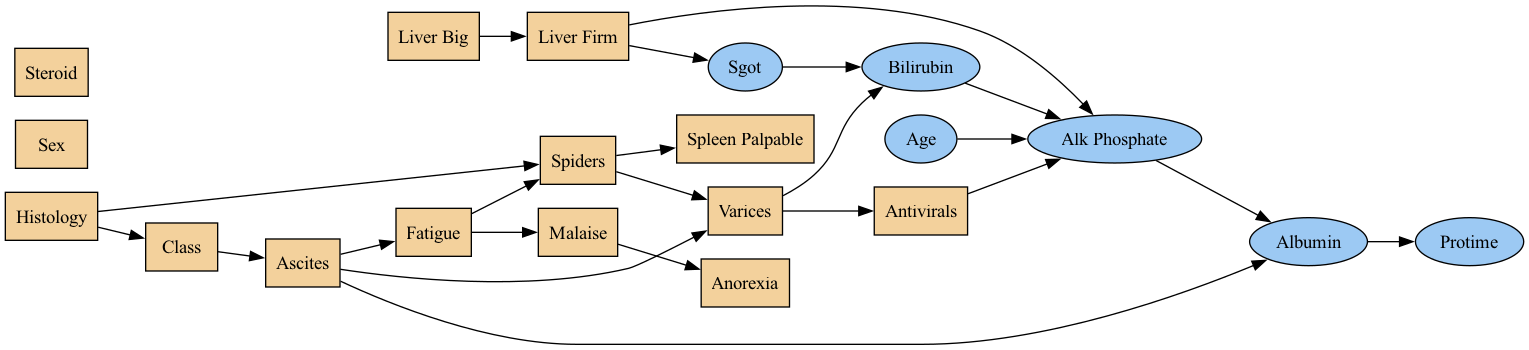 Liver Big
Liver Firm
Steroid
Sgot
Bilirubin
Sex
Spiders
Spleen Palpable
Age
Alk Phosphate
Histology
Class
Ascites
Fatigue
Malaise
Varices
Antivirals
Anorexia
Albumin
Protime